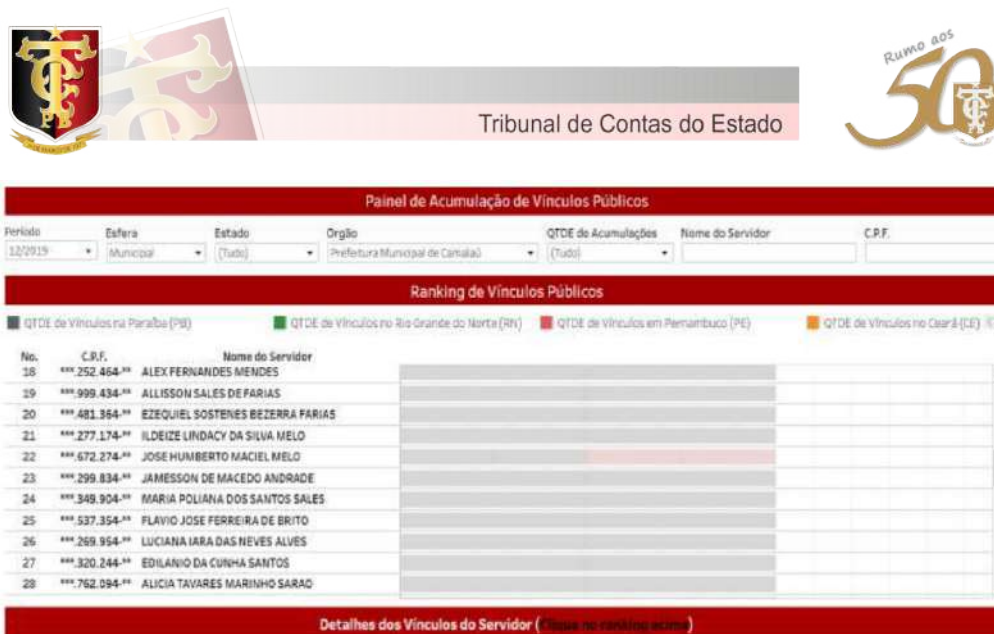 Rumo aos
50
TC
PB
Tribunal de Contas do Estado
Painel de Acumulação de Vínculos Públicos
Período Esfera Estado Orgão QTDE de Acumulações Nome do Servidor C.P.F.
12/2019 Municipal (Tudo) Prefeitura Municipal de Camalaú (Tudo)
Ranking de Vínculos Públicos
QTDE de Vínculos na Paraíba (PB) QTDE de Vínculos no Rio Grande do Norte (RN) QTDE de Vínculos em Pernambuco (PE) QTDE de Vínculos no Ceará (CE)
No. C.P.F. Nome do Servidor
18 ***.252.464-** ALEX FERNANDES MENDES
19 ***.999.434-** ALLISSON SALES DE FARIAS
20 ***.481.364-** EZEQUIEL SOSTENES BEZERRA FARIAS
21 ***.277.174-** ILDEIZE LINDACY DA SILVA MELO
22 ***.672.274-** JOSE HUMBERTO MACIEL MELO
23 ***.299.834-** JAMESSON DE MACEDO ANDRADE
24 ***.349.904-** MARIA POLIANA DOS SANTOS SALES
25 ***.537.354-** FLAVIO JOSE FERREIRA DE BRITO
26 ***.269.954-** LUCIANA IARA DAS NEVES ALVES
27 ***.320.244-** EDILANIO DA CUNHA SANTOS
28 ***.762.094-** ALICIA TAVARES MARINHO SARAO
Detalhes dos Vínculos do Servidor (Clique no ranking acima)